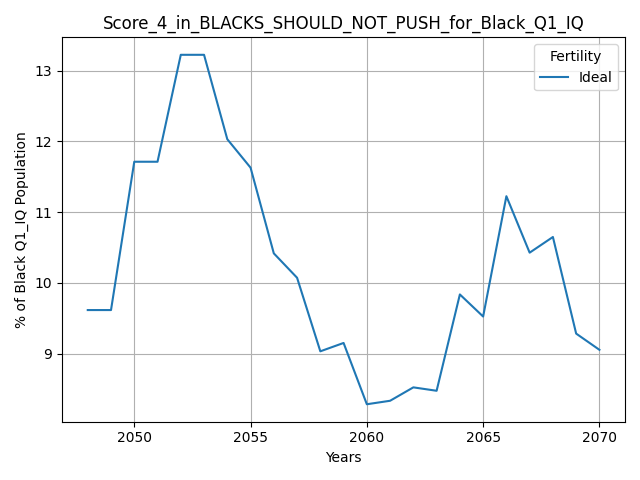 Score_4_in_BLACKS_SHOULD_NOT_PUSH_for_Black_Q1_IQ
Fertility
Ideal
% of Black Q1_IQ Population
13
12
11
10
9
2050 2055 2060 2065 2070
Years